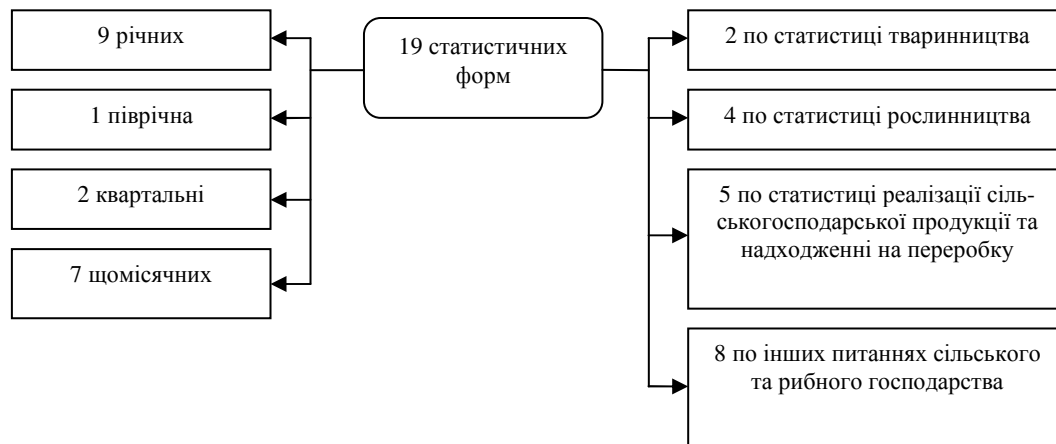 9 річних
1 піврічна
2 квартальні
7 щомісячних
19 статистичних
форм
2 по статистиці тваринництва
4 по статистиці рослинництва
5 по статистиці реалізації сіль-
ськогосподарської продукції та
надходженні на переробку
8 по інших питаннях сільського
та рибного господарства